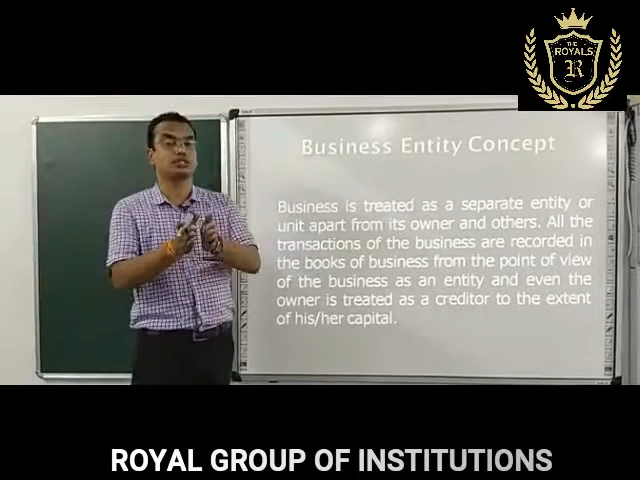 THE
ROYALS
R
Business Entity Concept
Business is treated as a separate entity or
unit apart from its owner and others. All the
transactions of the business are recorded in
the books of business from the point of view
of the business as an entity and even the
owner is treated as a creditor to the extent
of his/her capital.
ROYAL GROUP OF INSTITUTIONS